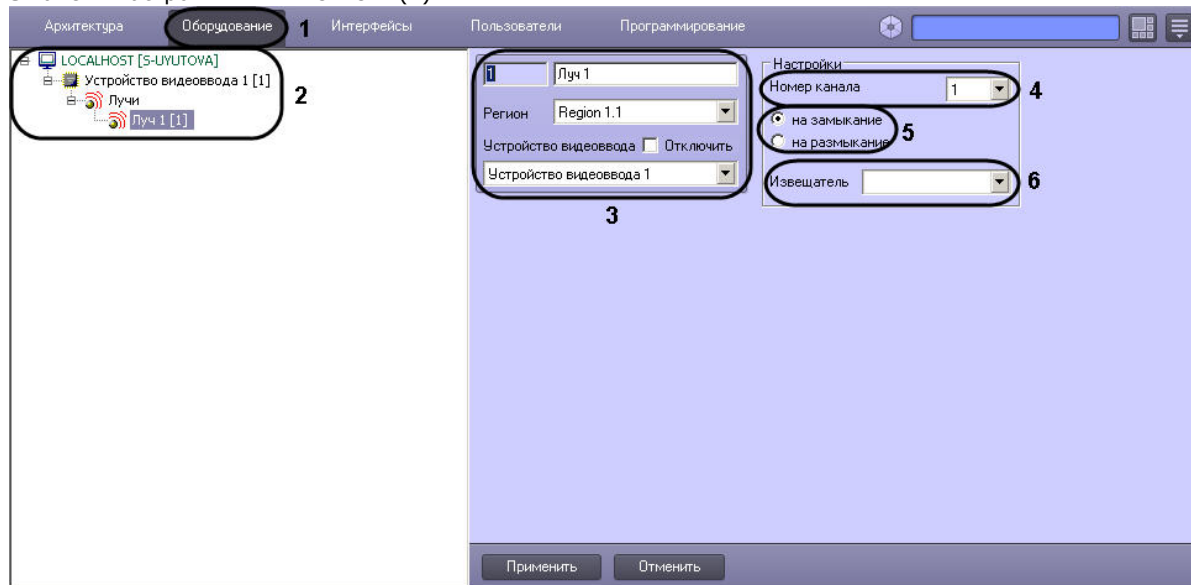 Архитектура Оборудование 1 Интерфейсы Пользователи Программирование
LOCALHOST [S-UYUTOVA]
Устройство видеоввода 1 [1]
Лучи
Луч 1 [1]
2
1 Луч 1
Регион Region 1.1
Устройство видеоввода Отключить
Устройство видеоввода 1
3
Настройки
Номер канала 1 4
на замыкание
на размыкание
5
Извещатель 6
Применить Отменить